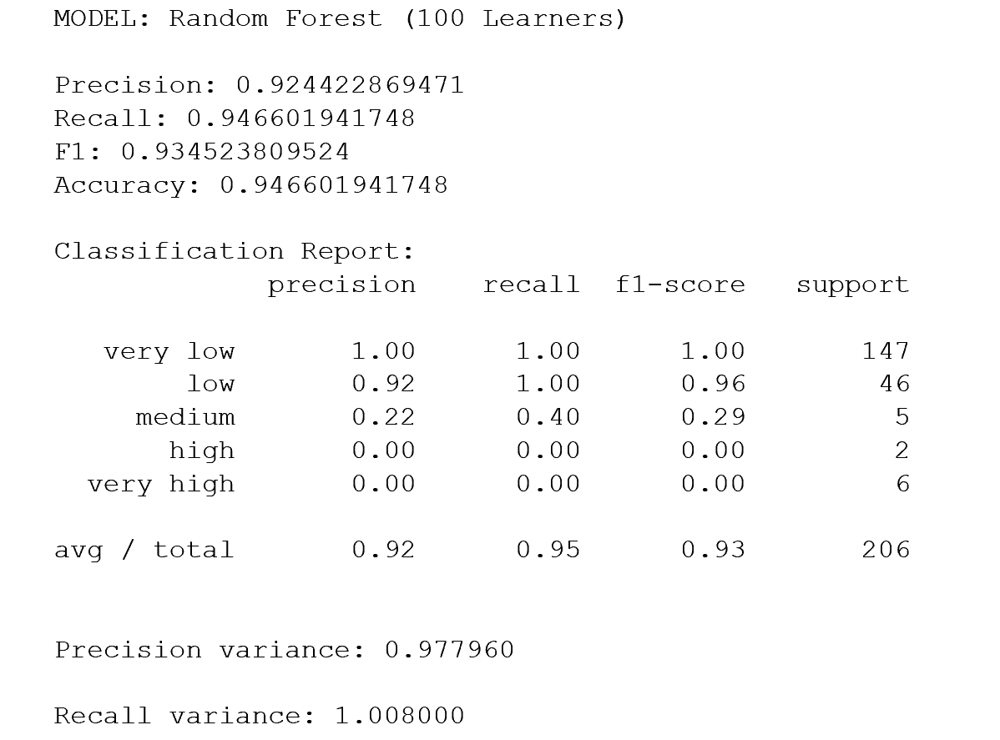 MODEL: Random Forest (100 Learners)
Precision: 0.924422869471
Recall: 0.946601941748
F1: 0.934523809524
Accuracy: 0.946601941748
Classification Report:
precision recall f1-score support
very low 1.00 1.00 1.00 147
low 0.92 1.00 0.96 46
medium 0.22 0.40 0.29 5
high 0.00 0.00 0.00 2
very high 0.00 0.00 0.00 6
avg / total 0.92 0.95 0.93 206
Precision variance: 0.977960
Recall variance: 1.008000